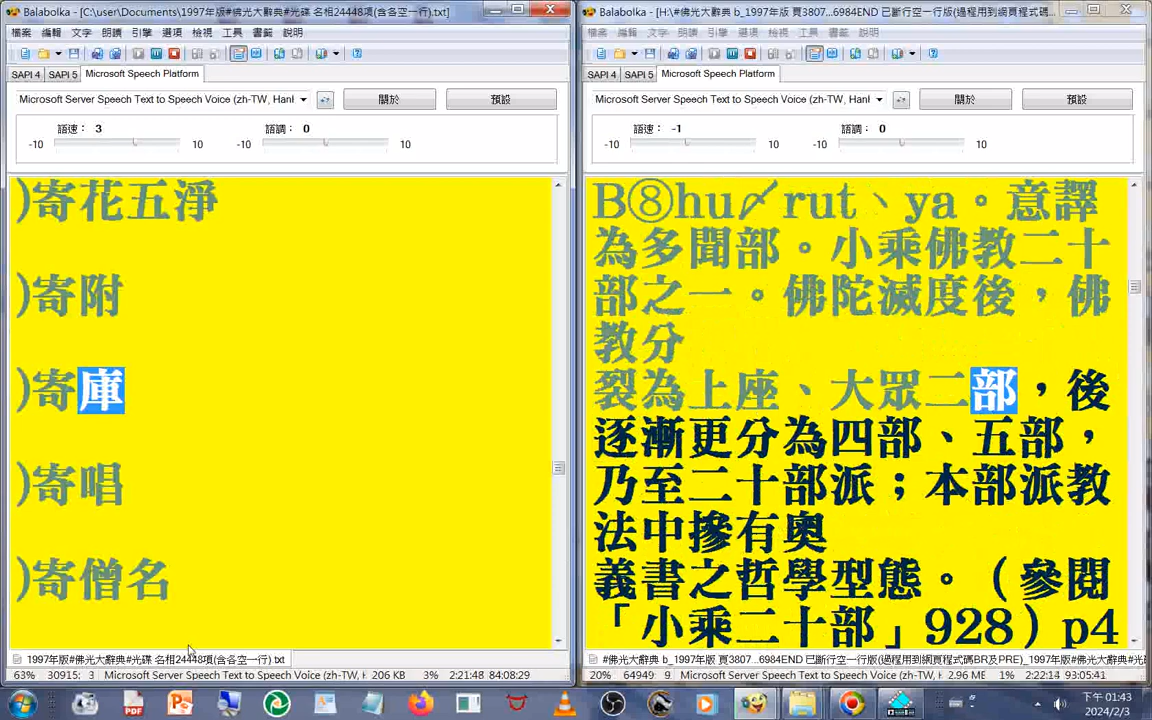 Balabolka - [C:\user\Documents\1997年版#佛光大辭典#光碟 名相24448項(含各空一行).txt]
檔案 編輯 文字 朗讀 引擎 選項 檢視 工具 書籤 說明
SAPI 4 SAPI 5 Microsoft Speech Platform
Microsoft Server Speech Text to Speech Voice (zh-TW, Hanl
關於 預設
語速： 3 語調： 0
-10 10 -10 10
)寄花五淨
)寄附
)寄庫
)寄唱
)寄僧名
1997年版#佛光大辭典#光碟 名相24448項(含各空一行).txt
63% 30915: 3 Microsoft Server Speech Text to Speech Voice (zh-TW, H 206 KB 3% 2:21:48 84:08:29
Balabolka - [H:\#佛光大辭典 b_1997年版 頁3807...6984END 已斷行空一行版(過程用到網頁程式碼
檔案 編輯 文字 朗讀 引擎 選項 檢視 工具 書籤 說明
SAPI 4 SAPI 5 Microsoft Speech Platform
Microsoft Server Speech Text to Speech Voice (zh-TW, Hanl
關於 預設
語速： -1 語調： 0
-10 10 -10 10
B⑧hu〆rut丶ya。意譯
為多聞部。小乘佛教二十
部之一。佛陀滅度後，佛
教分
裂為上座、大眾二部，後
逐漸更分為四部、五部，
乃至二十部派；本部派教
法中摻有奧
義書之哲學型態。（參閱
「小乘二十部」928）p4
#佛光大辭典 b_1997年版 頁3807...6984END 已斷行空一行版(過程用到網頁程式碼BR及PRE)_1997年版#佛光
20% 64949: 9 Microsoft Server Speech Text to Speech Voice (zh-TW, H 2.96 ME 1% 2:22:14 93:05:41
下午 01:43
2024/2/3